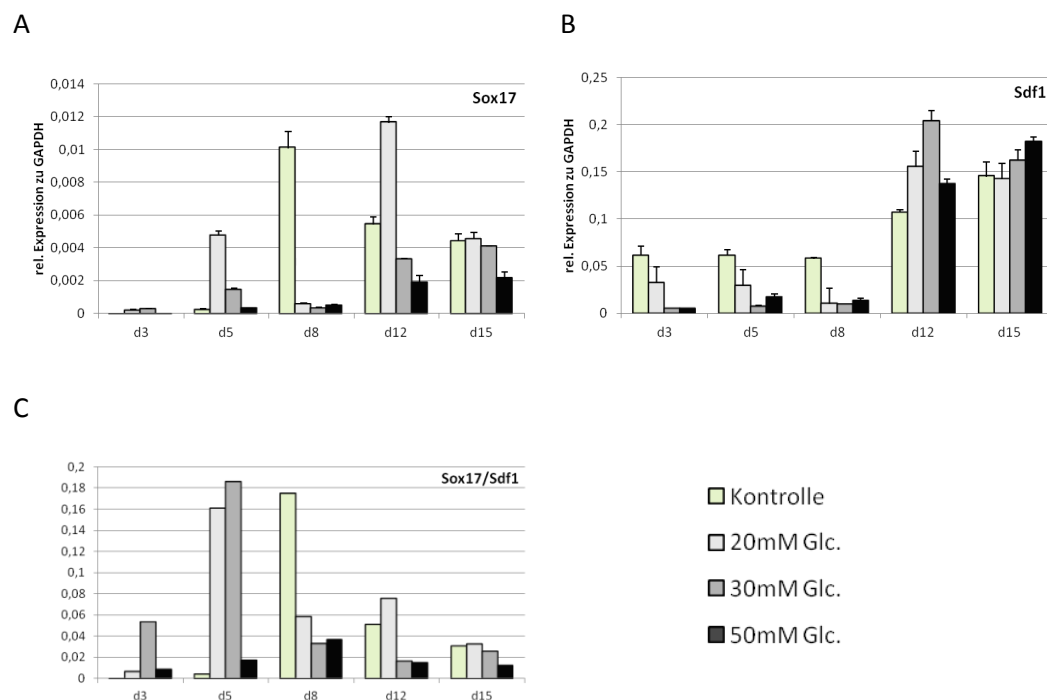 A
B
0,014
0,012
0,01
0,008
0,006
0,004
0,002
0
rel. Expression zu GAPDH
Sox17
d3 d5 d8 d12 d15
0,25
0,2
0,15
0,1
0,05
0
rel. Expression zu GAPDH
Sdf1
d3 d5 d8 d12 d15
C
0,2
0,18
0,16
0,14
0,12
0,1
0,08
0,06
0,04
0,02
0
Sox17/Sdf1
d3 d5 d8 d12 d15
Kontrolle
20mM Glc.
30mM Glc.
50mM Glc.